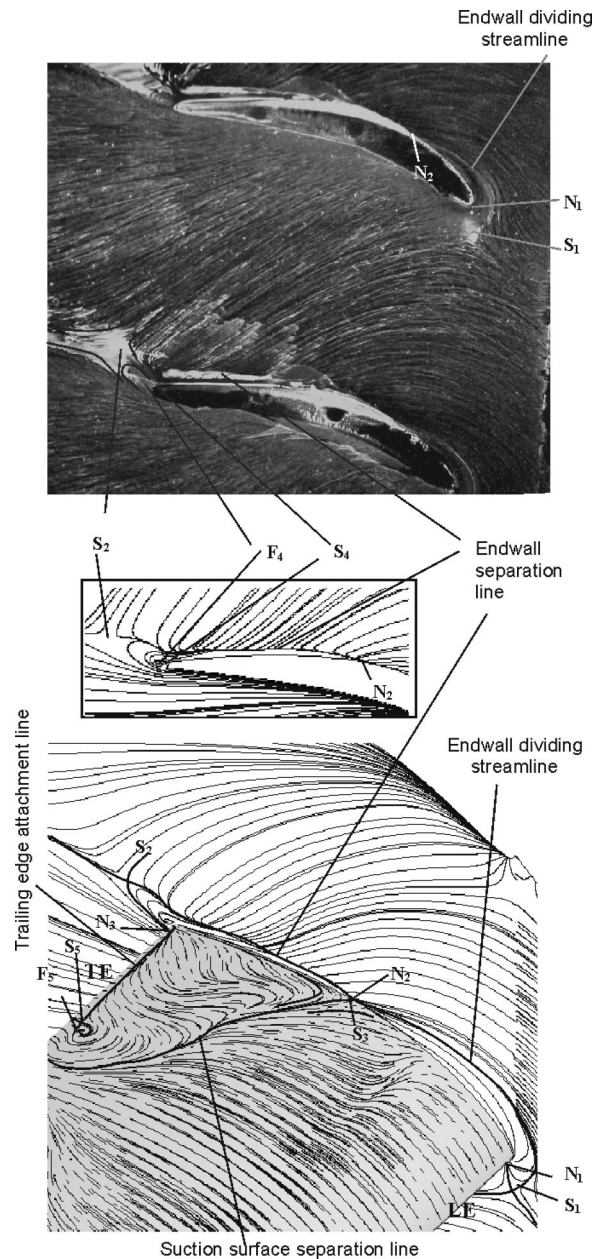 Endwall dividing
streamline
N₂
N₁
S₁
S₂
F₄
S₄
Endwall
separation
line
N₂
Endwall dividing
streamline
Trailing edge attachment line
S₂
N₃
S₅
TE
F₅
N₂
S₃
N₁
S₁
LE
Suction surface separation line